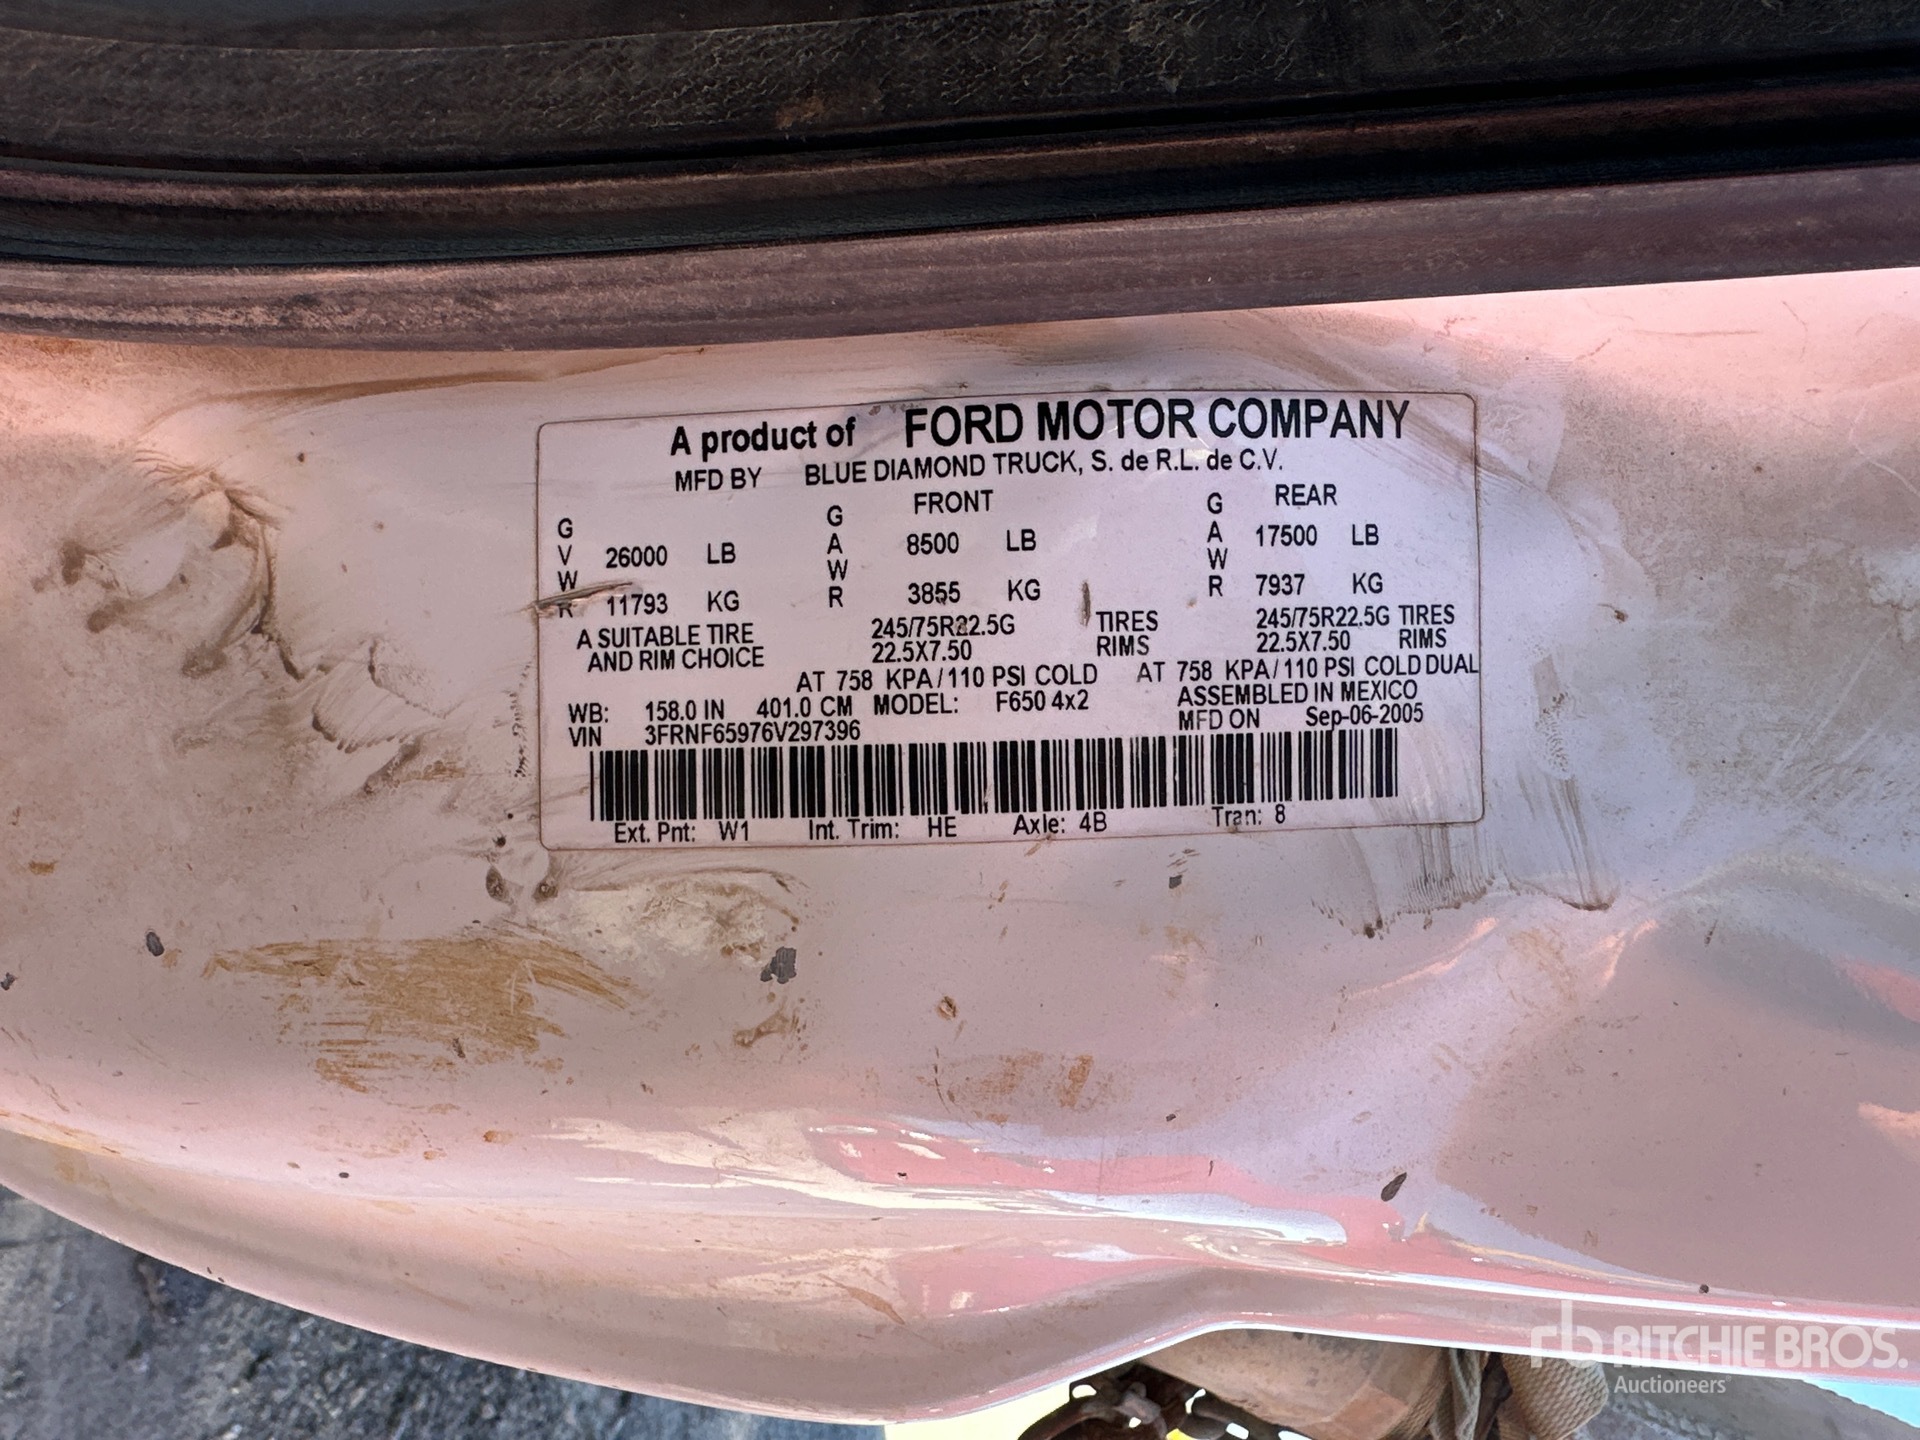 A product of FORD MOTOR COMPANY
MFD BY BLUE DIAMOND TRUCK, S. de R.L. de C.V.
GVWR 26000 LB 11793 KG
GAWR FRONT 8500 LB 3855 KG
GAWR REAR 17500 LB 7937 KG
A SUITABLE TIRE 245/75R22.5G TIRES 245/75R22.5G TIRES
AND RIM CHOICE 22.5X7.50 RIMS 22.5X7.50 RIMS
AT 758 KPA/110 PSI COLD AT 758 KPA/110 PSI COLD DUAL
WB: 158.0 IN 401.0 CM MODEL: F650 4x2 ASSEMBLED IN MEXICO
VIN 3FRNF65976V297396 MFD ON Sep-06-2005
Ext. Pnt: W1 Int. Trim: HE Axle: 4B Tran: 8
rb RITCHIE BROS.
Auctioneers